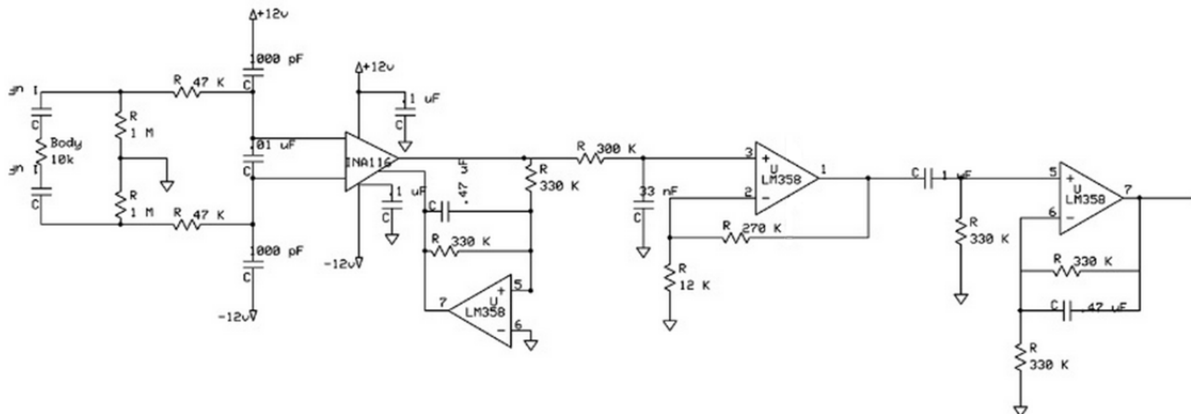 +12v
1000 pF
C
+12v
R 47 K
.1 uF
C
C
R
1 M
Body
10k
.01 uF
C
INA116
R 300 K
3
+
1
U
LM358
2
-
C
.1 uF
5
+
7
U
LM358
6
-
R
330 K
.47 uF
C
.1 uF
C
33 nF
C
C
R
1 M
R 47 K
R 330 K
R 270 K
R
330 K
R 330 K
1000 pF
C
-12v
R
12 K
C
.47 uF
-12v
7
U
LM358
5
+
6
-
R
330 K